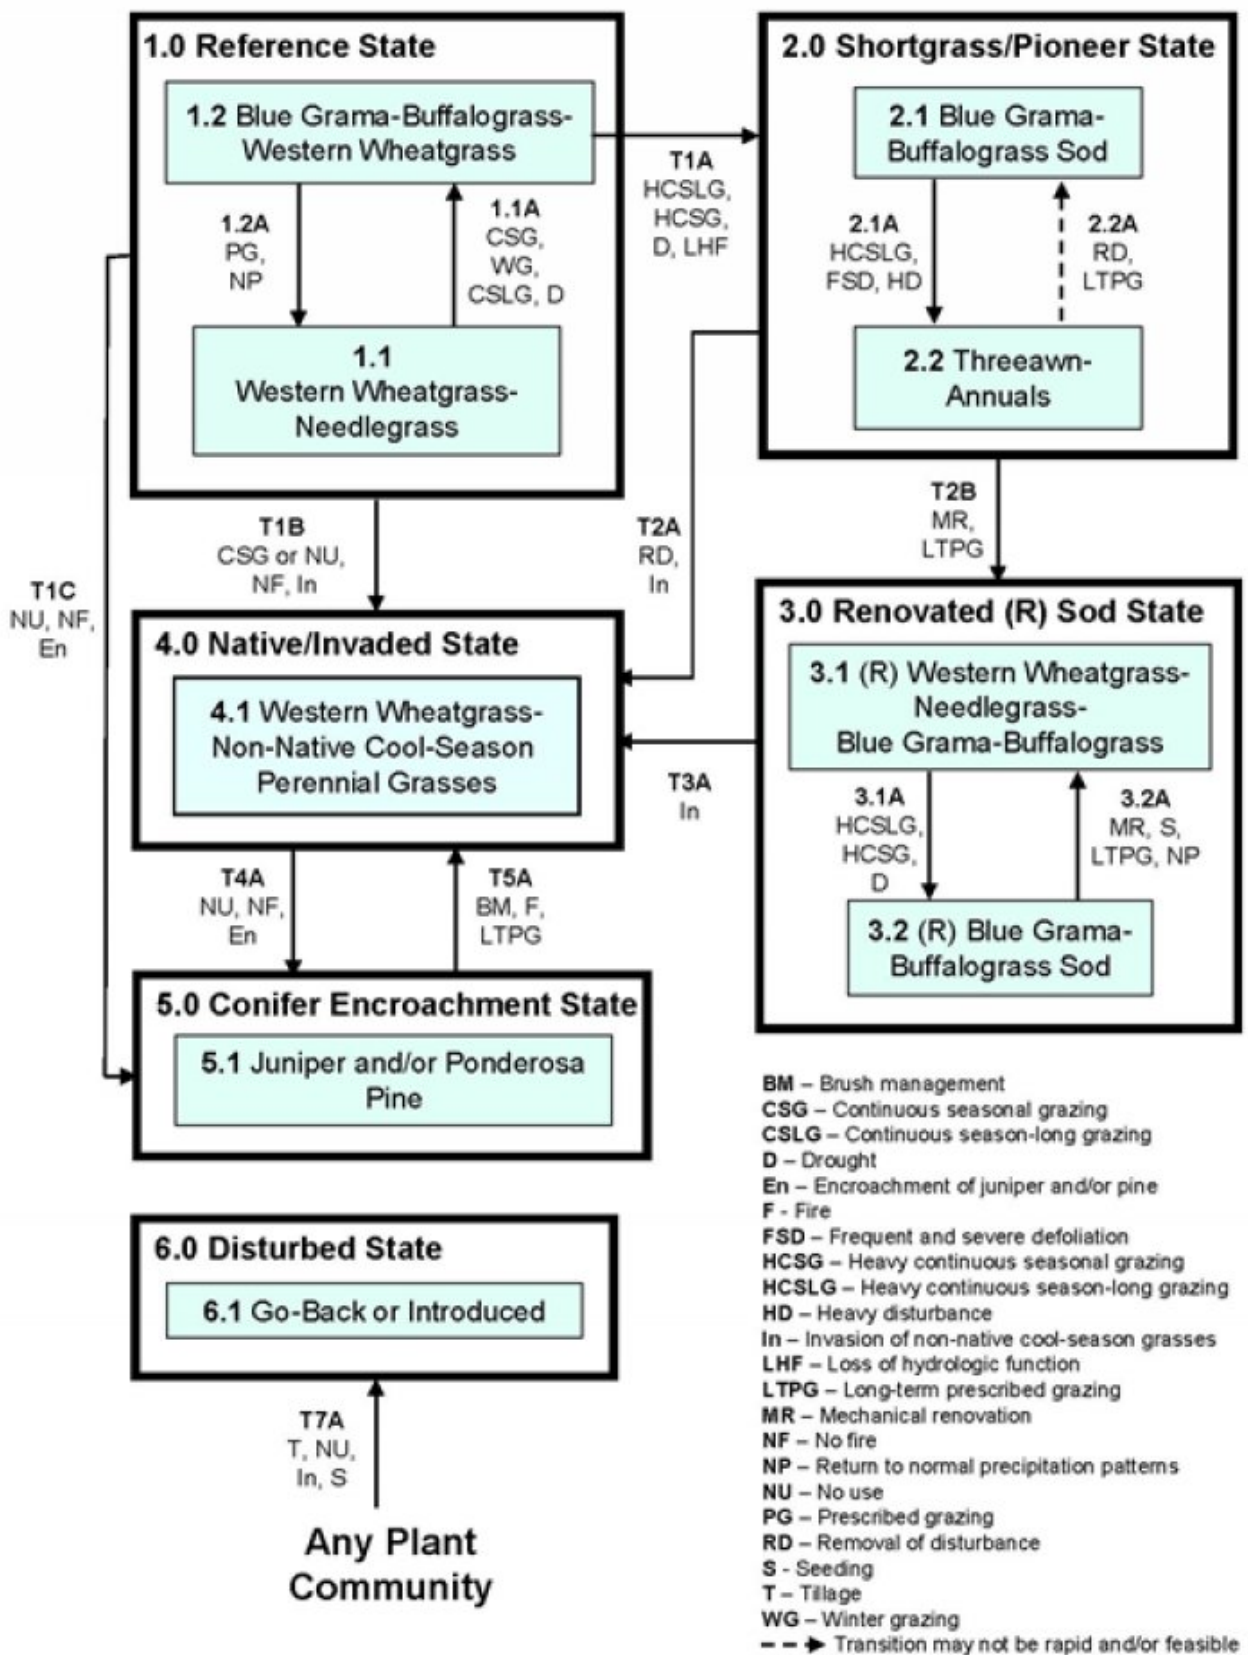 1.0 Reference State
1.2 Blue Grama-Buffalograss-
Western Wheatgrass
1.2A
PG,
NP
1.1A
CSG,
WG,
CSLG, D
1.1
Western Wheatgrass-
Needlegrass
T1A
HCSLG,
HCSG,
D, LHF
2.0 Shortgrass/Pioneer State
2.1 Blue Grama-
Buffalograss Sod
2.1A
HCSLG,
FSD, HD
2.2A
RD,
LTPG
2.2 Threeawn-
Annuals
T1B
CSG or NU,
NF, In
T2A
RD,
In
T2B
MR,
LTPG
T1C
NU, NF,
En
4.0 Native/Invaded State
4.1 Western Wheatgrass-
Non-Native Cool-Season
Perennial Grasses
T3A
In
3.0 Renovated (R) Sod State
3.1 (R) Western Wheatgrass-
Needlegrass-
Blue Grama-Buffalograss
3.1A
HCSLG,
HCSG,
D
3.2A
MR, S,
LTPG, NP
3.2 (R) Blue Grama-
Buffalograss Sod
T4A
NU, NF,
En
T5A
BM, F,
LTPG
5.0 Conifer Encroachment State
5.1 Juniper and/or Ponderosa
Pine
6.0 Disturbed State
6.1 Go-Back or Introduced
T7A
T, NU,
In, S
Any Plant
Community
BM – Brush management
CSG – Continuous seasonal grazing
CSLG – Continuous season-long grazing
D – Drought
En – Encroachment of juniper and/or pine
F - Fire
FSD – Frequent and severe defoliation
HCSG – Heavy continuous seasonal grazing
HCSLG – Heavy continuous season-long grazing
HD – Heavy disturbance
In – Invasion of non-native cool-season grasses
LHF – Loss of hydrologic function
LTPG – Long-term prescribed grazing
MR – Mechanical renovation
NF – No fire
NP – Return to normal precipitation patterns
NU – No use
PG – Prescribed grazing
RD – Removal of disturbance
S - Seeding
T – Tillage
WG – Winter grazing
Transition may not be rapid and/or feasible